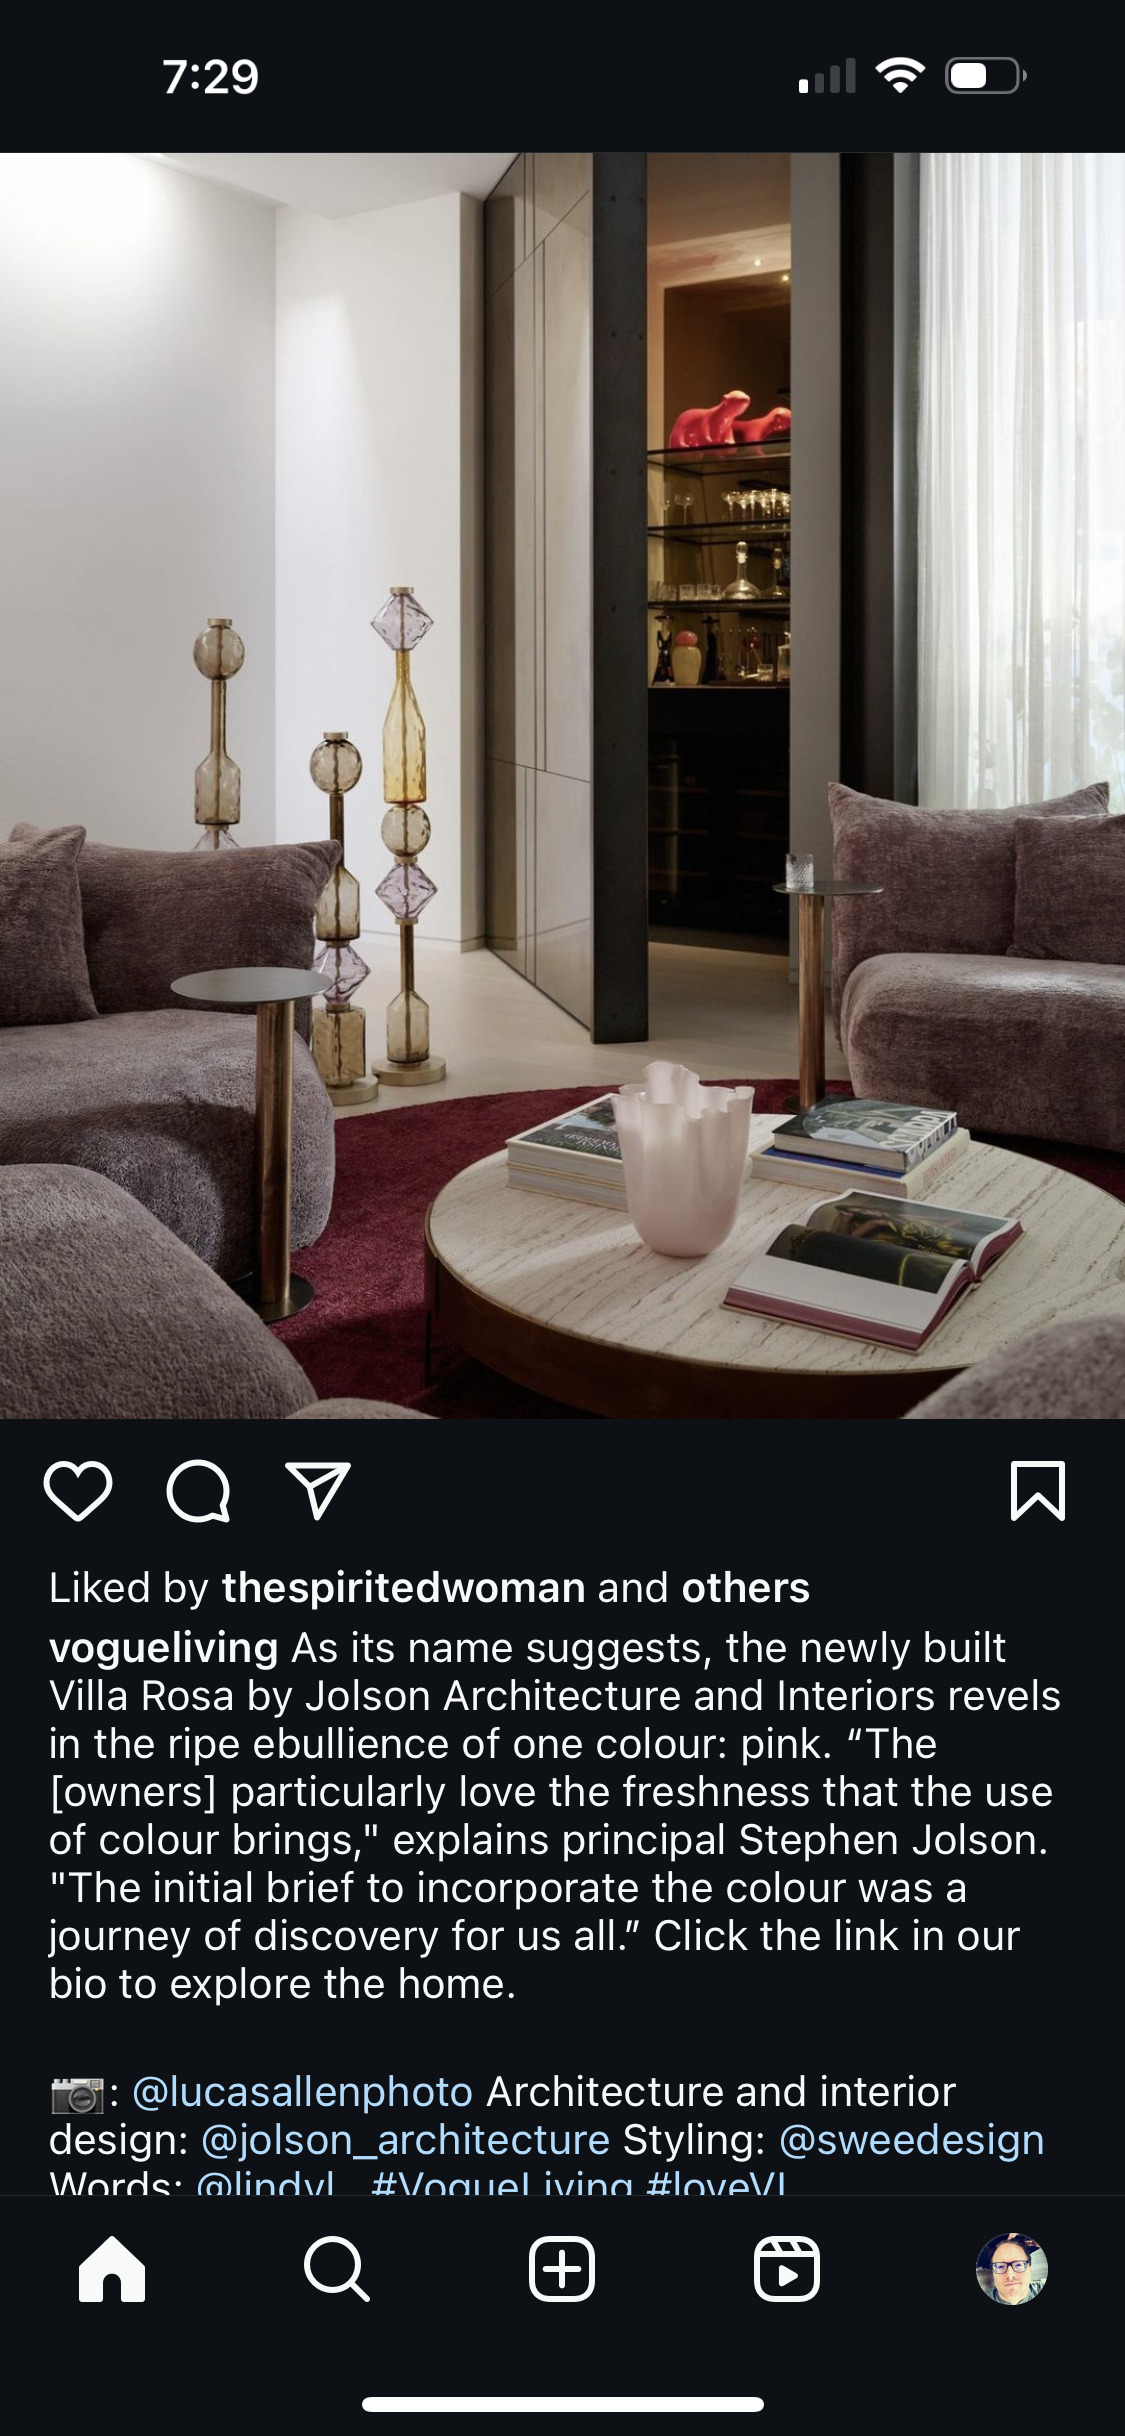 7:29
Liked by thespiritedwoman and others
vogueliving As its name suggests, the newly built
Villa Rosa by Jolson Architecture and Interiors revels
in the ripe ebullience of one colour: pink. “The
[owners] particularly love the freshness that the use
of colour brings," explains principal Stephen Jolson.
"The initial brief to incorporate the colour was a
journey of discovery for us all.” Click the link in our
bio to explore the home.
📷: @lucasallenphoto Architecture and interior
design: @jolson_architecture Styling: @sweedesign
Words: #VogueLiving #loveVL